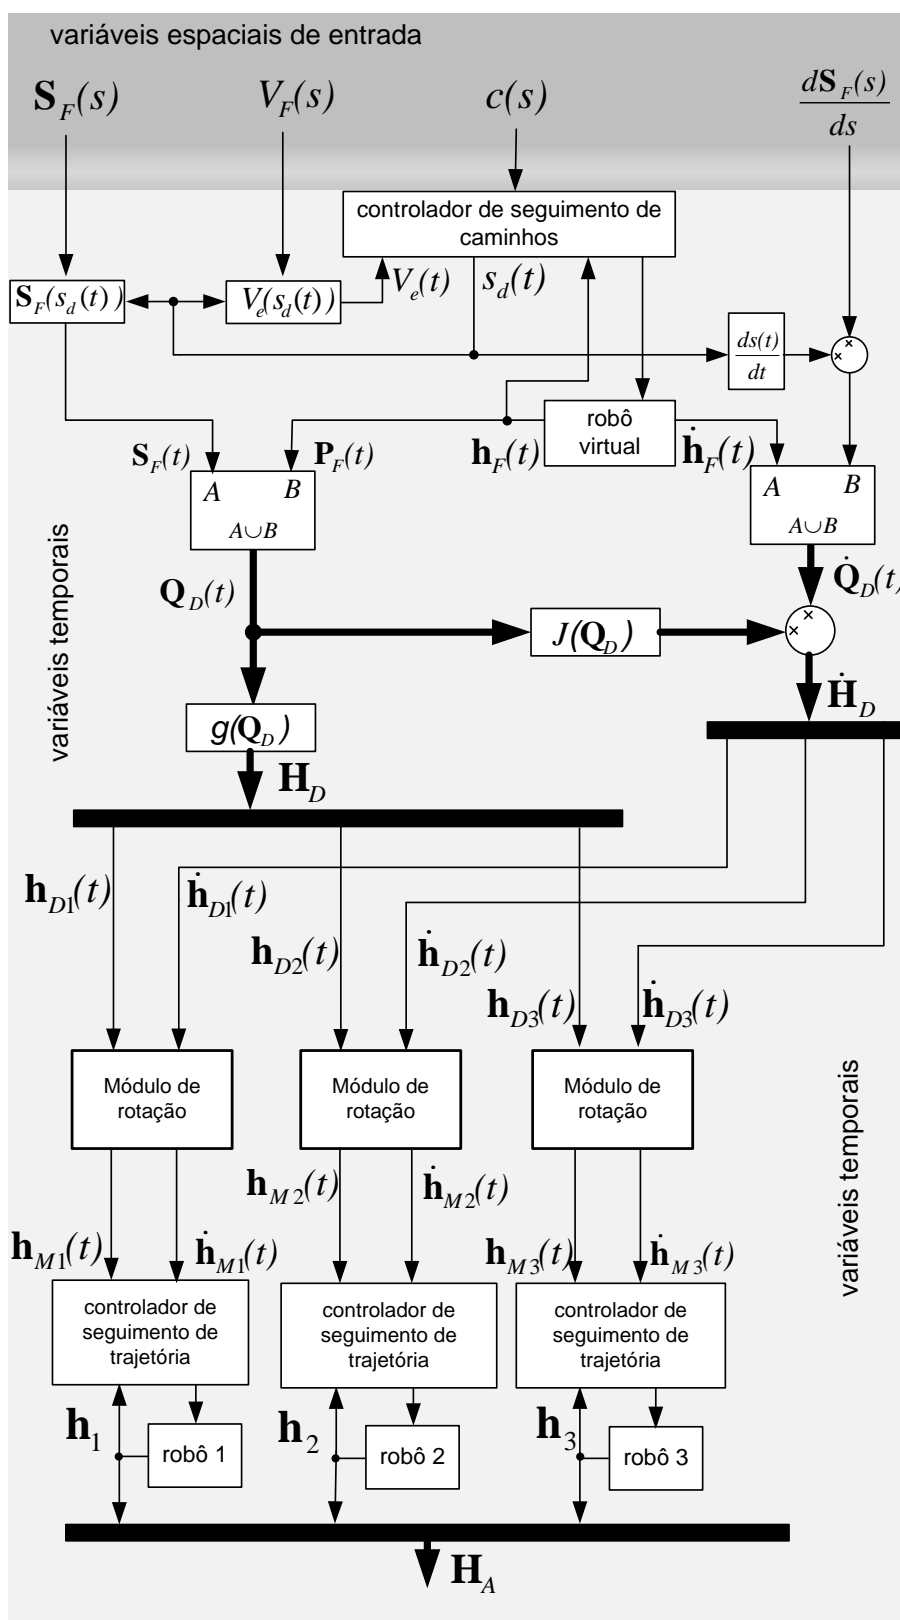 variáveis espaciais de entrada
S_F(s)
V_F(s)
c(s)
dS_F(s)
ds
controlador de seguimento de
caminhos
S_F(s_d(t))
V_e(s_d(t))
V_e(t)
s_d(t)
ds(t)
dt
×
×
robô
virtual
S_F(t)
P_F(t)
h_F(t)
ḣ_F(t)
A
B
A∪B
A
B
A∪B
variáveis temporais
Q_D(t)
Q̇_D(t)
J(Q_D)
×
×
g(Q_D)
Ḣ_D
H_D
h_D1(t)
ḣ_D1(t)
h_D2(t)
ḣ_D2(t)
h_D3(t)
ḣ_D3(t)
Módulo de
rotação
Módulo de
rotação
Módulo de
rotação
variáveis temporais
h_M1(t)
ḣ_M1(t)
h_M2(t)
ḣ_M2(t)
h_M3(t)
ḣ_M3(t)
controlador de
seguimento de
trajetória
controlador de
seguimento de
trajetória
controlador de
seguimento de
trajetória
h_1
robô 1
h_2
robô 2
h_3
robô 3
H_A